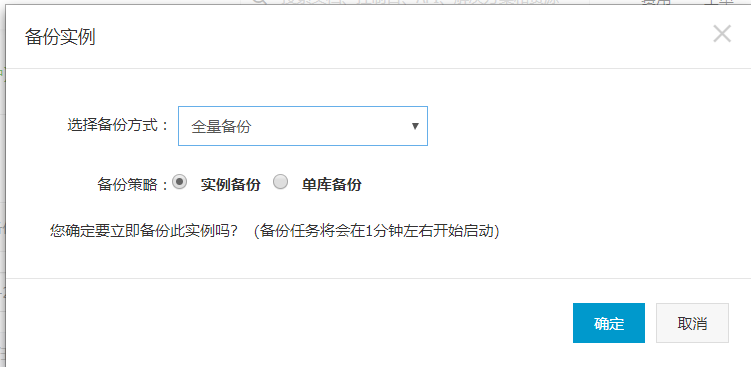 备份实例
选择备份方式： 全量备份
备份策略： 实例备份 单库备份
您确定要立即备份此实例吗？（备份任务将会在1分钟左右开始启动）
确定 取消